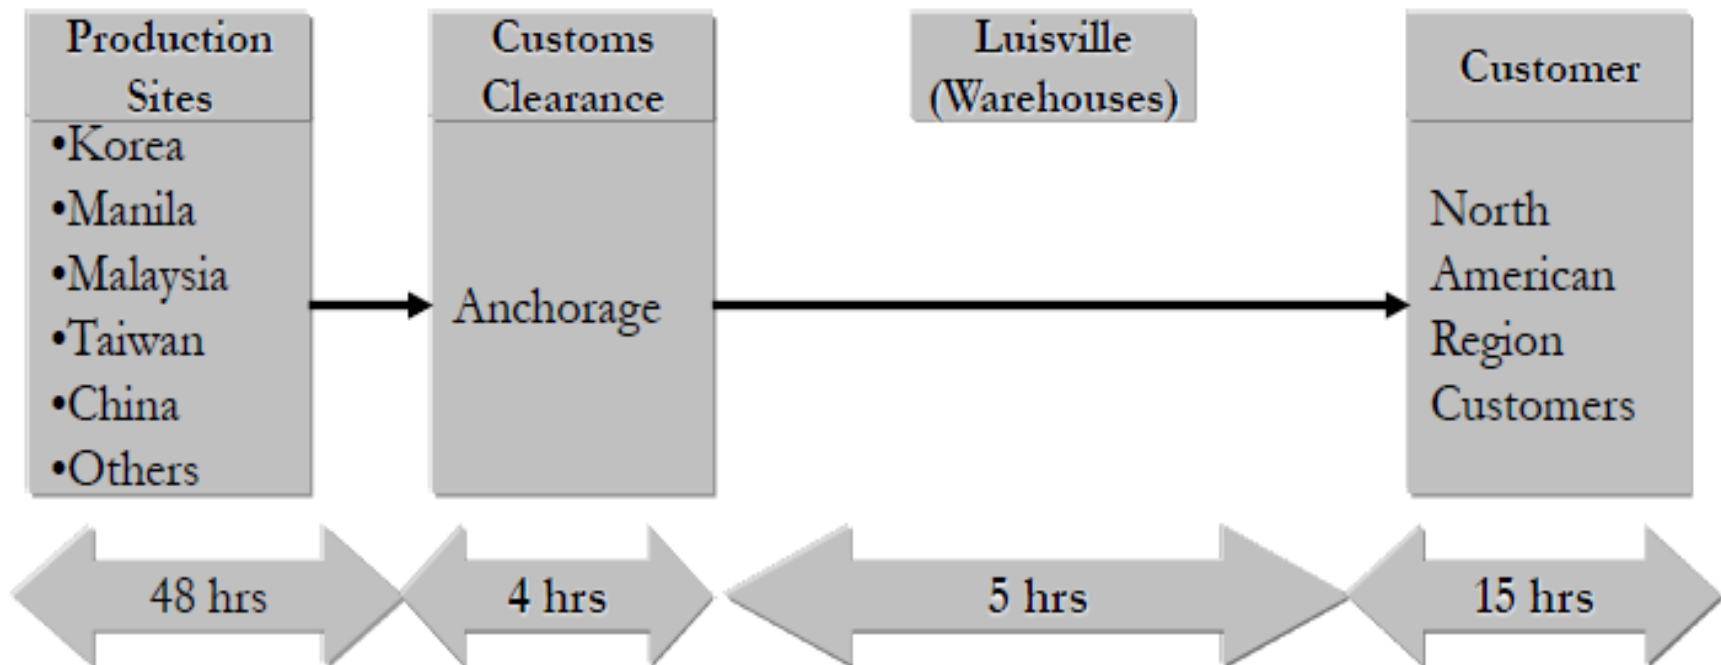 Production
Sites
•Korea
•Manila
•Malaysia
•Taiwan
•China
•Others
Customs
Clearance
Anchorage
Luisville
(Warehouses)
Customer
North
American
Region
Customers
48 hrs
4 hrs
5 hrs
15 hrs